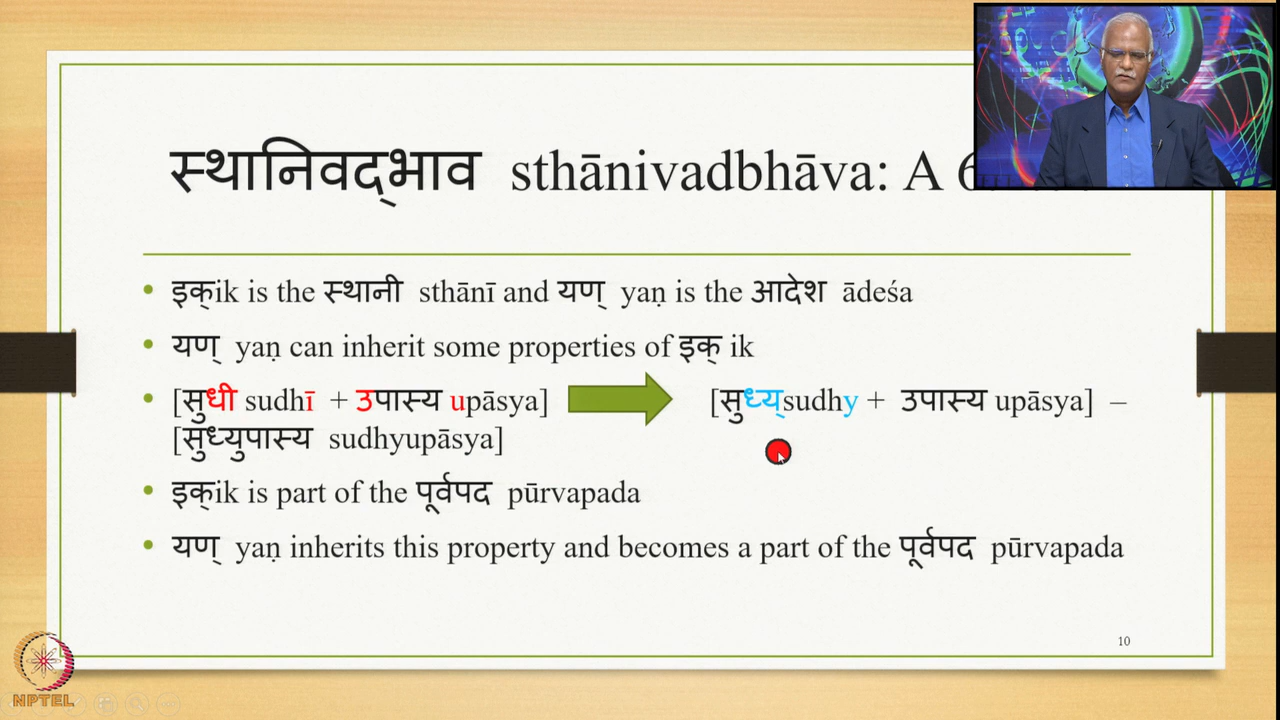 स्थानिवद्भाव sthānivadbhāva: A 6
• इक्ik is the स्थानी sthānī and यण् yaṇ is the आदेश ādeśa
• यण् yaṇ can inherit some properties of इक् ik
• [सुधी sudhī + उपास्य upāsya] [सुध्य्sudhy + उपास्य upāsya] –
[सुध्युपास्य sudhyupāsya]
• इक्ik is part of the पूर्वपद pūrvapada
• यण् yaṇ inherits this property and becomes a part of the पूर्वपद pūrvapada
10
NPTEL